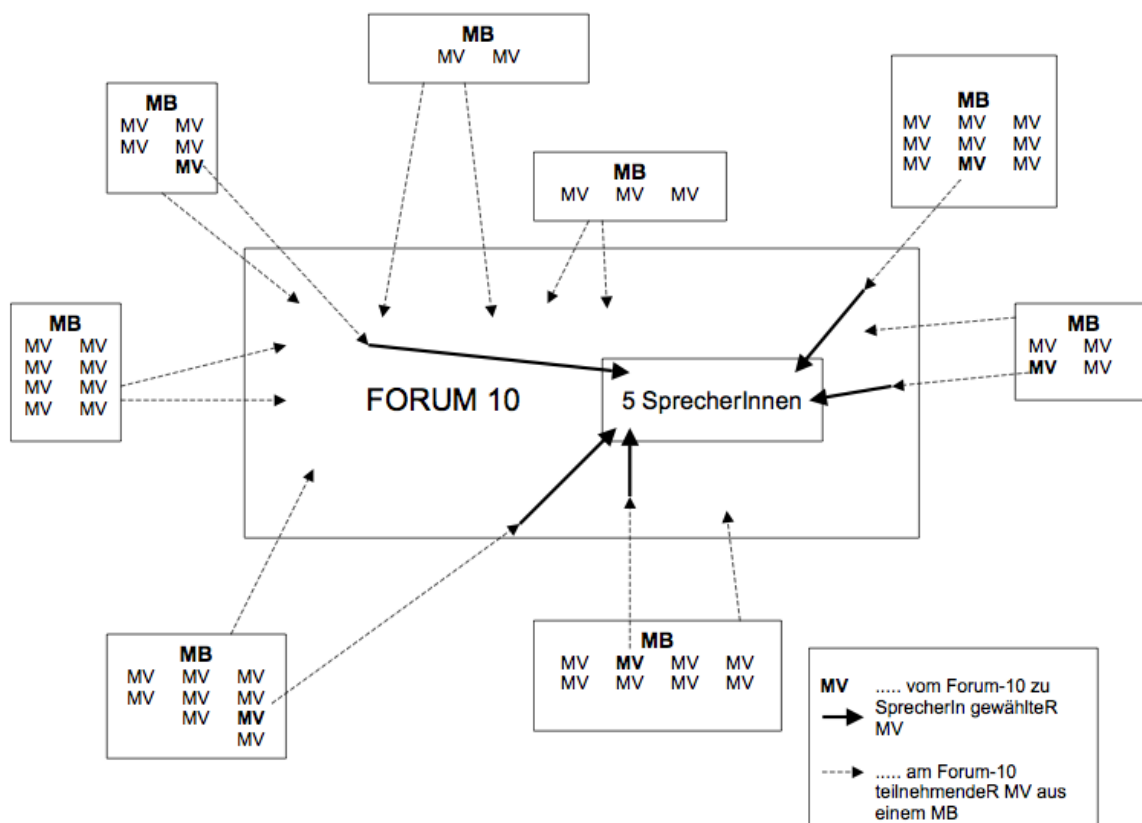 MB
MV MV
MB
MV MV
MV MV
MV
MB
MV MV MV
MV MV MV
MV MV MV
MB
MV MV MV
MB
MV MV
MV MV
MV MV
MV MV
MB
MV MV
MV MV
FORUM 10
5 SprecherInnen
MB
MV MV MV
MV MV MV
MV MV
MV
MB
MV MV MV MV
MV MV MV MV
MV ..... vom Forum-10 zu
SprecherIn gewählteR
MV
..... am Forum-10
teilnehmendeR MV aus
einem MB